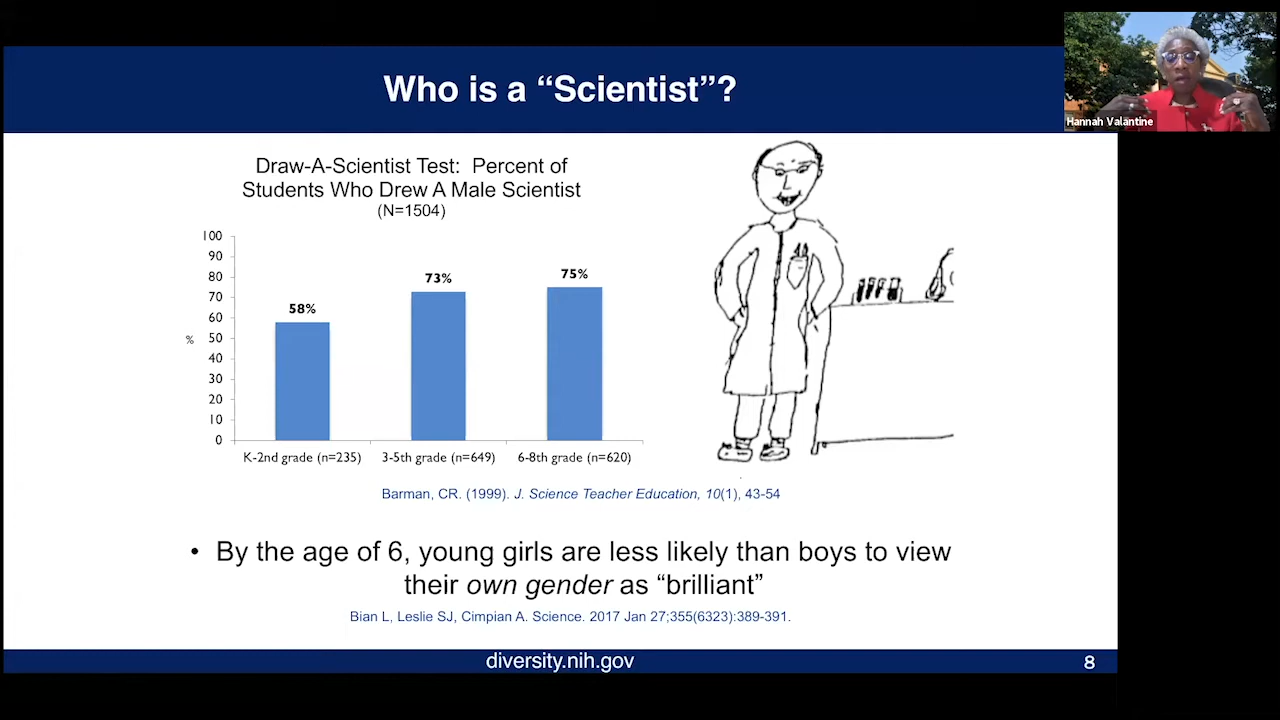 Who is a “Scientist”?
Hannah Valantine
Draw-A-Scientist Test: Percent of
Students Who Drew A Male Scientist
(N=1504)
100
90
80
70
60
50
40
30
20
10
0
%
58%
73%
75%
K-2nd grade (n=235)
3-5th grade (n=649)
6-8th grade (n=620)
Barman, CR. (1999). J. Science Teacher Education, 10(1), 43-54
• By the age of 6, young girls are less likely than boys to view
their own gender as “brilliant”
Bian L, Leslie SJ, Cimpian A. Science. 2017 Jan 27;355(6323):389-391.
diversity.nih.gov
8